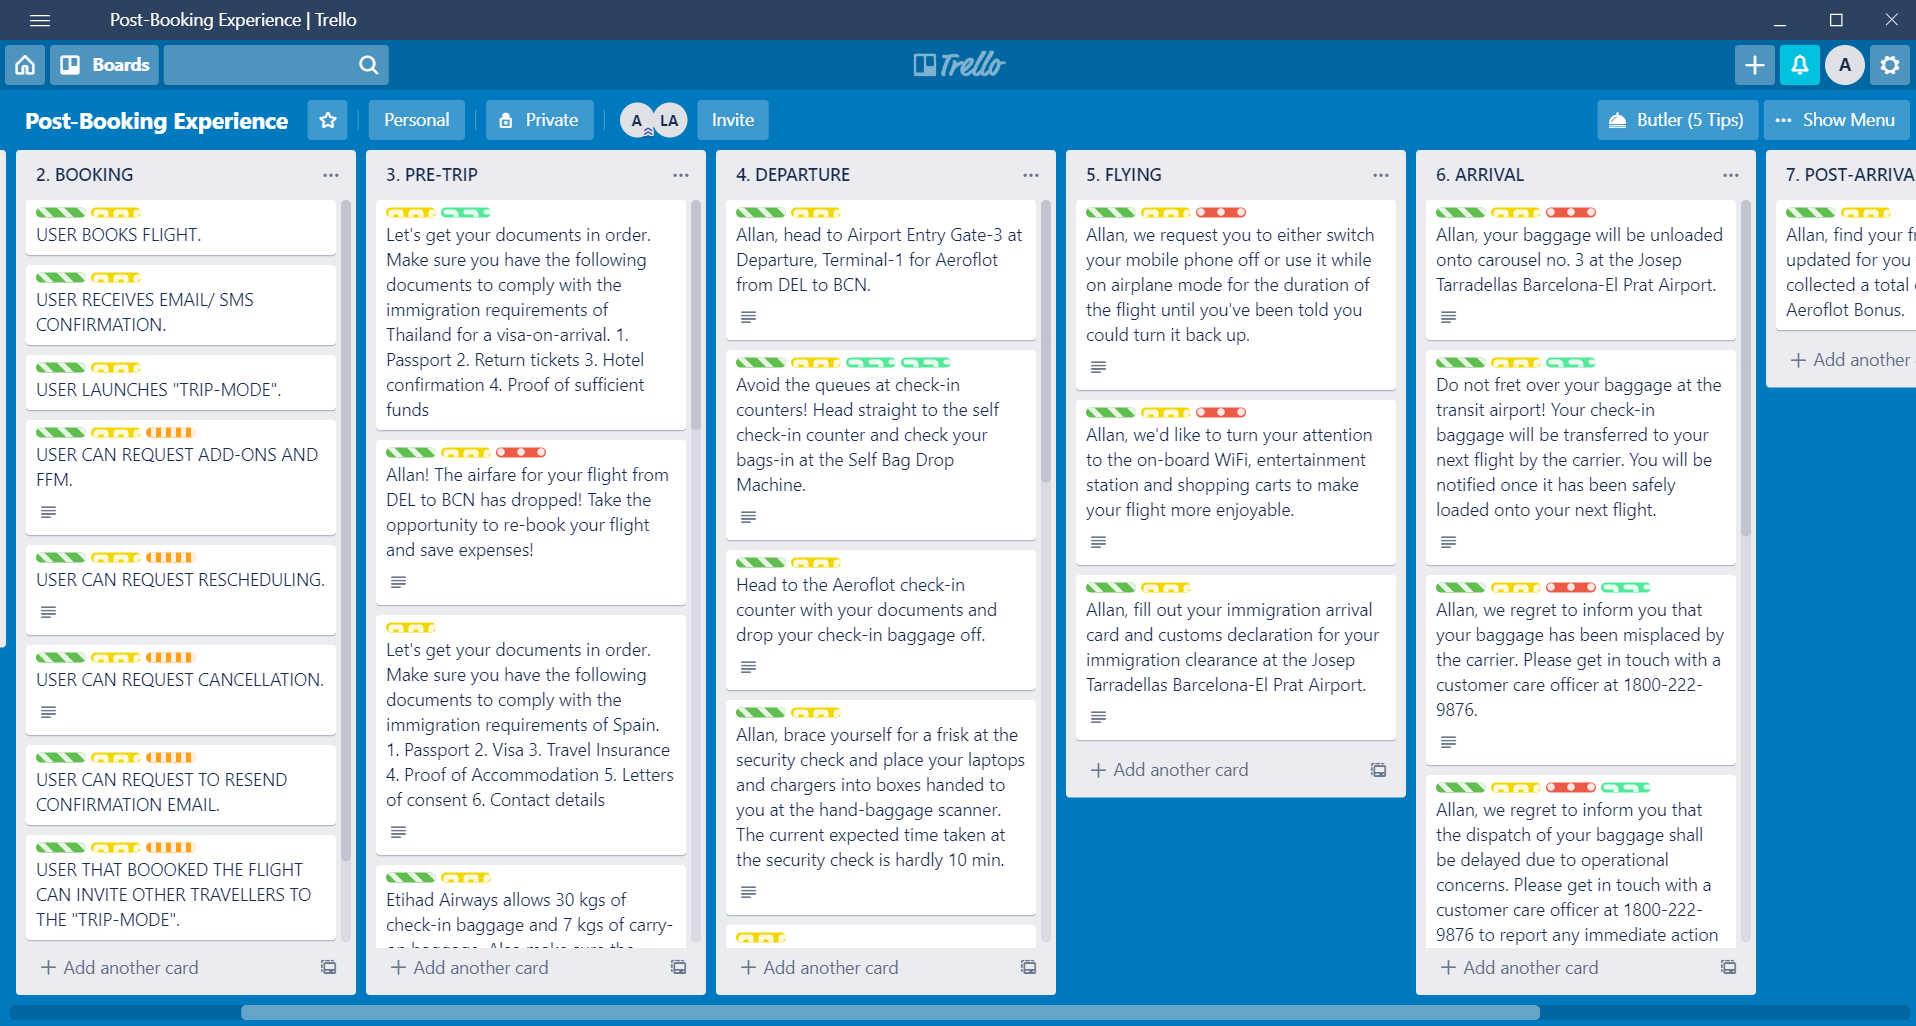 Post-Booking Experience | Trello
Boards
Trello
A
Post-Booking Experience
Personal
Private
A
LA
Invite
Butler (5 Tips)
Show Menu
2. BOOKING
USER BOOKS FLIGHT.
USER RECEIVES EMAIL/ SMS
CONFIRMATION.
USER LAUNCHES "TRIP-MODE".
USER CAN REQUEST ADD-ONS AND
FFM.
USER CAN REQUEST RESCHEDULING.
USER CAN REQUEST CANCELLATION.
USER CAN REQUEST TO RESEND
CONFIRMATION EMAIL.
USER THAT BOOOKED THE FLIGHT
CAN INVITE OTHER TRAVELLERS TO
THE "TRIP-MODE".
Add another card
3. PRE-TRIP
Let's get your documents in order.
Make sure you have the following
documents to comply with the
immigration requirements of
Thailand for a visa-on-arrival. 1.
Passport 2. Return tickets 3. Hotel
confirmation 4. Proof of sufficient
funds
Allan! The airfare for your flight from
DEL to BCN has dropped! Take the
opportunity to re-book your flight
and save expenses!
Let's get your documents in order.
Make sure you have the following
documents to comply with the
immigration requirements of Spain.
1. Passport 2. Visa 3. Travel Insurance
4. Proof of Accommodation 5. Letters
of consent 6. Contact details
Etihad Airways allows 30 kgs of
check-in baggage and 7 kgs of carry-
on baggage. Also make sure the
Add another card
4. DEPARTURE
Allan, head to Airport Entry Gate-3 at
Departure, Terminal-1 for Aeroflot
from DEL to BCN.
Avoid the queues at check-in
counters! Head straight to the self
check-in counter and check your
bags-in at the Self Bag Drop
Machine.
Head to the Aeroflot check-in
counter with your documents and
drop your check-in baggage off.
Allan, brace yourself for a frisk at the
security check and place your laptops
and chargers into boxes handed to
you at the hand-baggage scanner.
The current expected time taken at
the security check is hardly 10 min.
Add another card
5. FLYING
Allan, we request you to either switch
your mobile phone off or use it while
on airplane mode for the duration of
the flight until you've been told you
could turn it back up.
Allan, we'd like to turn your attention
to the on-board WiFi, entertainment
station and shopping carts to make
your flight more enjoyable.
Allan, fill out your immigration arrival
card and customs declaration for your
immigration clearance at the Josep
Tarradellas Barcelona-El Prat Airport.
Add another card
6. ARRIVAL
Allan, your baggage will be unloaded
onto carousel no. 3 at the Josep
Tarradellas Barcelona-El Prat Airport.
Do not fret over your baggage at the
transit airport! Your check-in
baggage will be transferred to your
next flight by the carrier. You will be
notified once it has been safely
loaded onto your next flight.
Allan, we regret to inform you that
your baggage has been misplaced by
the carrier. Please get in touch with a
customer care officer at 1800-222-
9876.
Allan, we regret to inform you that
the dispatch of your baggage shall
be delayed due to operational
concerns. Please get in touch with a
customer care officer at 1800-222-
9876 to report any immediate action
Add another card
7. POST-ARRIVA
Allan, find your
updated for you
collected a total
Aeroflot Bonus.
Add another